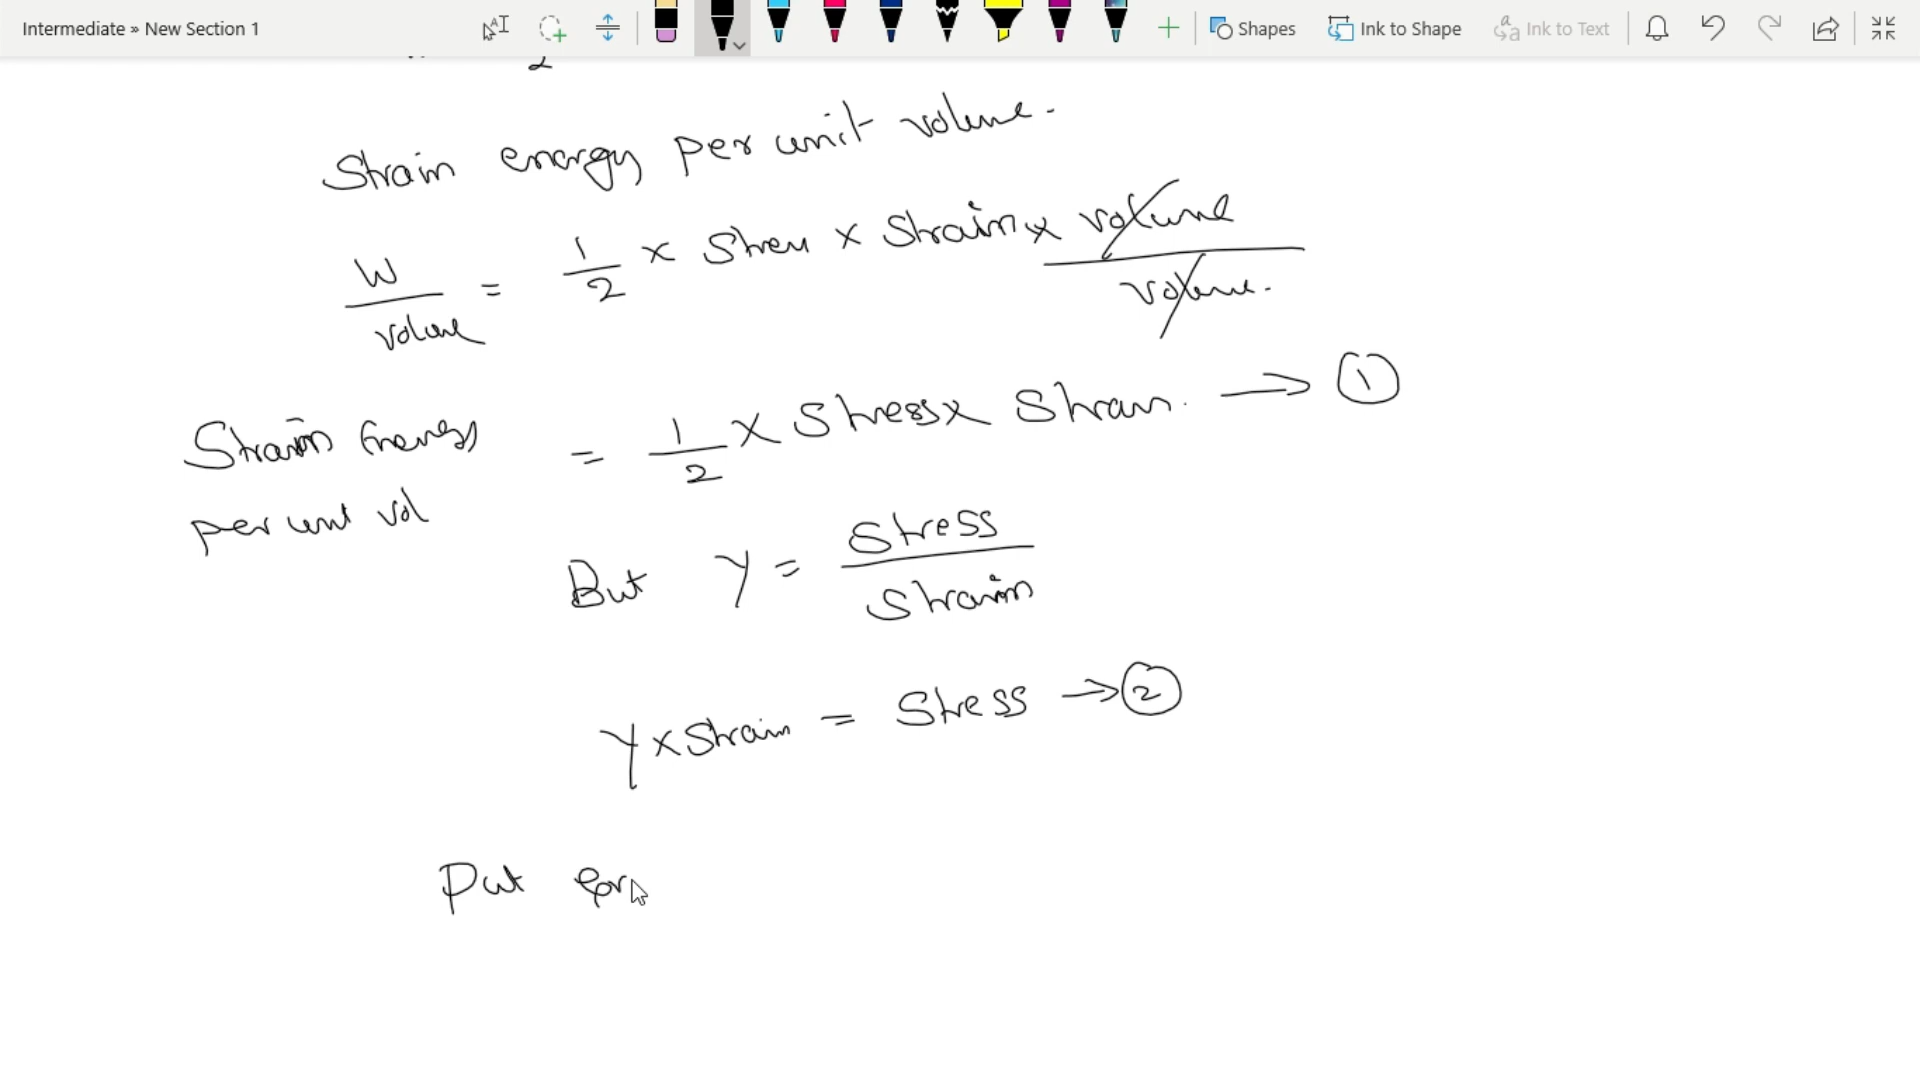 Intermediate » New Section 1 Shapes Ink to Shape Ink to Text
2
Strain energy per unit volume.
W / volume = 1/2 x Stress x Strain x volume / volume.
Strain Energy per unit vol = 1/2 x Stress x Strain. → ①
But Y = Stress / Strain
Y x Strain = Stress → ②
Put eqn